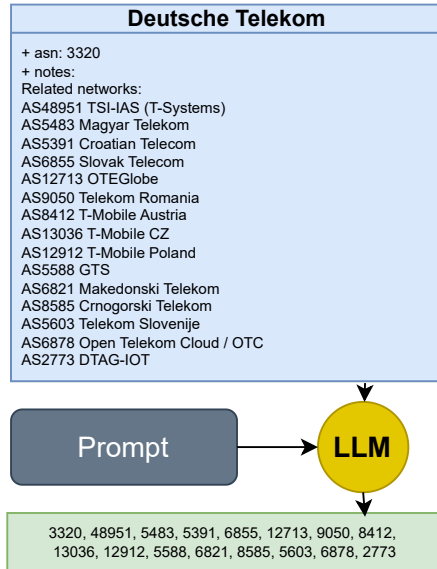 Deutsche Telekom
+ asn: 3320
+ notes:
Related networks:
AS48951 TSI-IAS (T-Systems)
AS5483 Magyar Telekom
AS5391 Croatian Telecom
AS6855 Slovak Telecom
AS12713 OTEGlobe
AS9050 Telekom Romania
AS8412 T-Mobile Austria
AS13036 T-Mobile CZ
AS12912 T-Mobile Poland
AS5588 GTS
AS6821 Makedonski Telekom
AS8585 Crnogorski Telekom
AS5603 Telekom Slovenije
AS6878 Open Telekom Cloud / OTC
AS2773 DTAG-IOT
Prompt
LLM
3320, 48951, 5483, 5391, 6855, 12713, 9050, 8412,
13036, 12912, 5588, 6821, 8585, 5603, 6878, 2773